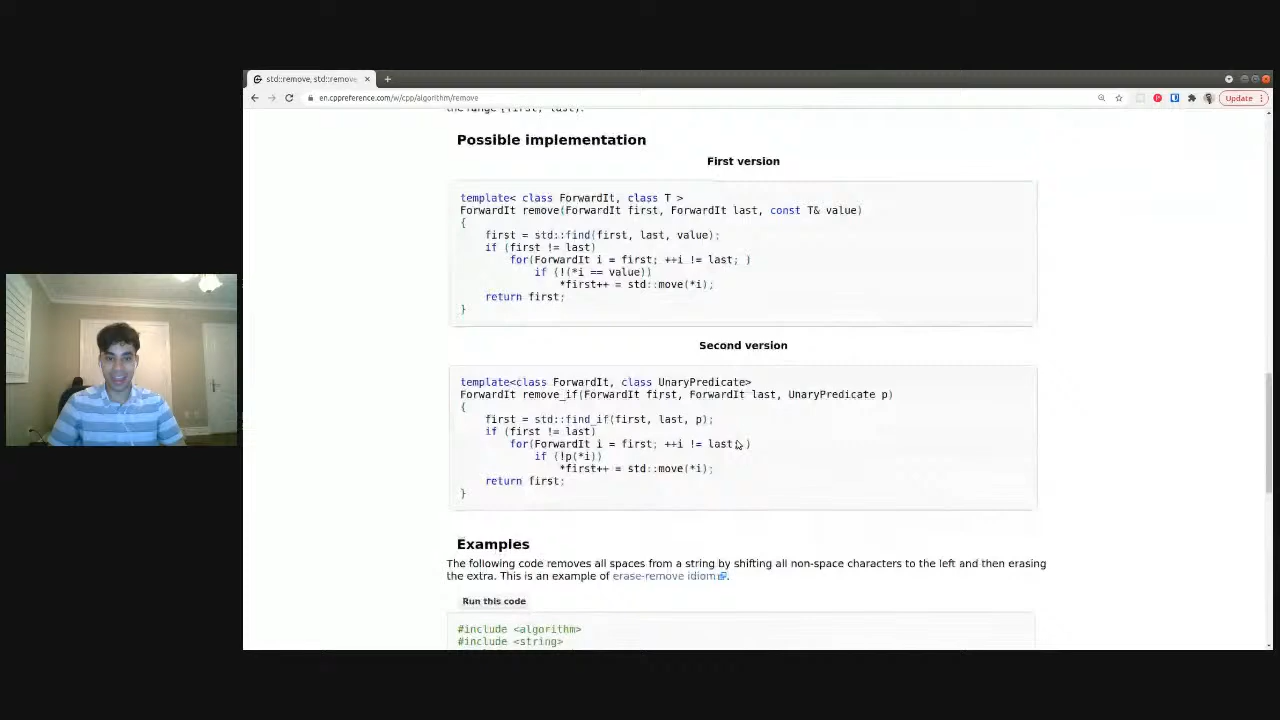 std::remove, std::remove
en.cppreference.com/w/cpp/algorithm/remove
Update
the range [first, last).
Possible implementation
First version
template< class ForwardIt, class T >
ForwardIt remove(ForwardIt first, ForwardIt last, const T& value)
{
first = std::find(first, last, value);
if (first != last)
for(ForwardIt i = first; ++i != last; )
if (!(*i == value))
*first++ = std::move(*i);
return first;
}
Second version
template<class ForwardIt, class UnaryPredicate>
ForwardIt remove_if(ForwardIt first, ForwardIt last, UnaryPredicate p)
{
first = std::find_if(first, last, p);
if (first != last)
for(ForwardIt i = first; ++i != last; )
if (!p(*i))
*first++ = std::move(*i);
return first;
}
Examples
The following code removes all spaces from a string by shifting all non-space characters to the left and then erasing
the extra. This is an example of erase-remove idiom.
Run this code
#include <algorithm>
#include <string>